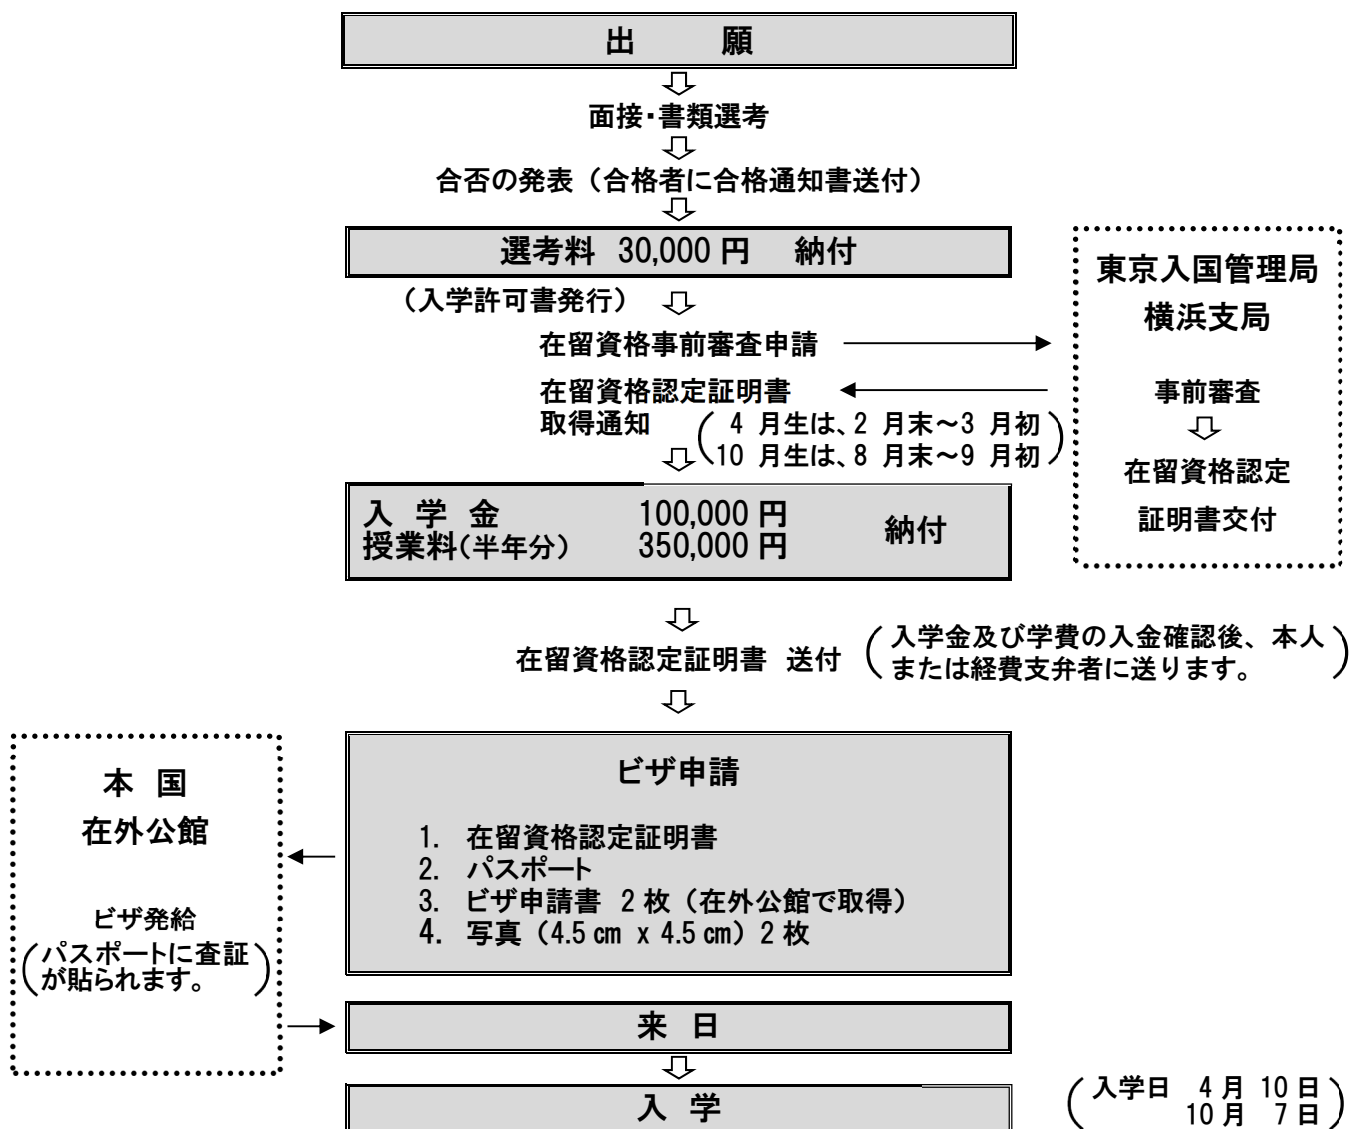 出 願
面接・書類選考
合否の発表（合格者に合格通知書送付）
選考料 30,000 円 納付
（入学許可書発行）
在留資格事前審査申請
在留資格認定証明書
取得通知
4 月生は、2 月末～3 月初
10 月生は、8 月末～9 月初
東京入国管理局
横浜支局
事前審査
在留資格認定
証明書交付
入 学 金 100,000 円
授業料（半年分） 350,000 円
納付
在留資格認定証明書 送付
入学金及び学費の入金確認後、本人
または経費支弁者に送ります。
ビザ申請
1. 在留資格認定証明書
2. パスポート
3. ビザ申請書 2 枚（在外公館で取得）
4. 写真（4.5 ㎝ x 4.5 ㎝）2 枚
本 国
在外公館
ビザ発給
（パスポートに査証
が貼られます。）
来 日
入 学
（入学日 4 月 10 日
10 月 7 日）